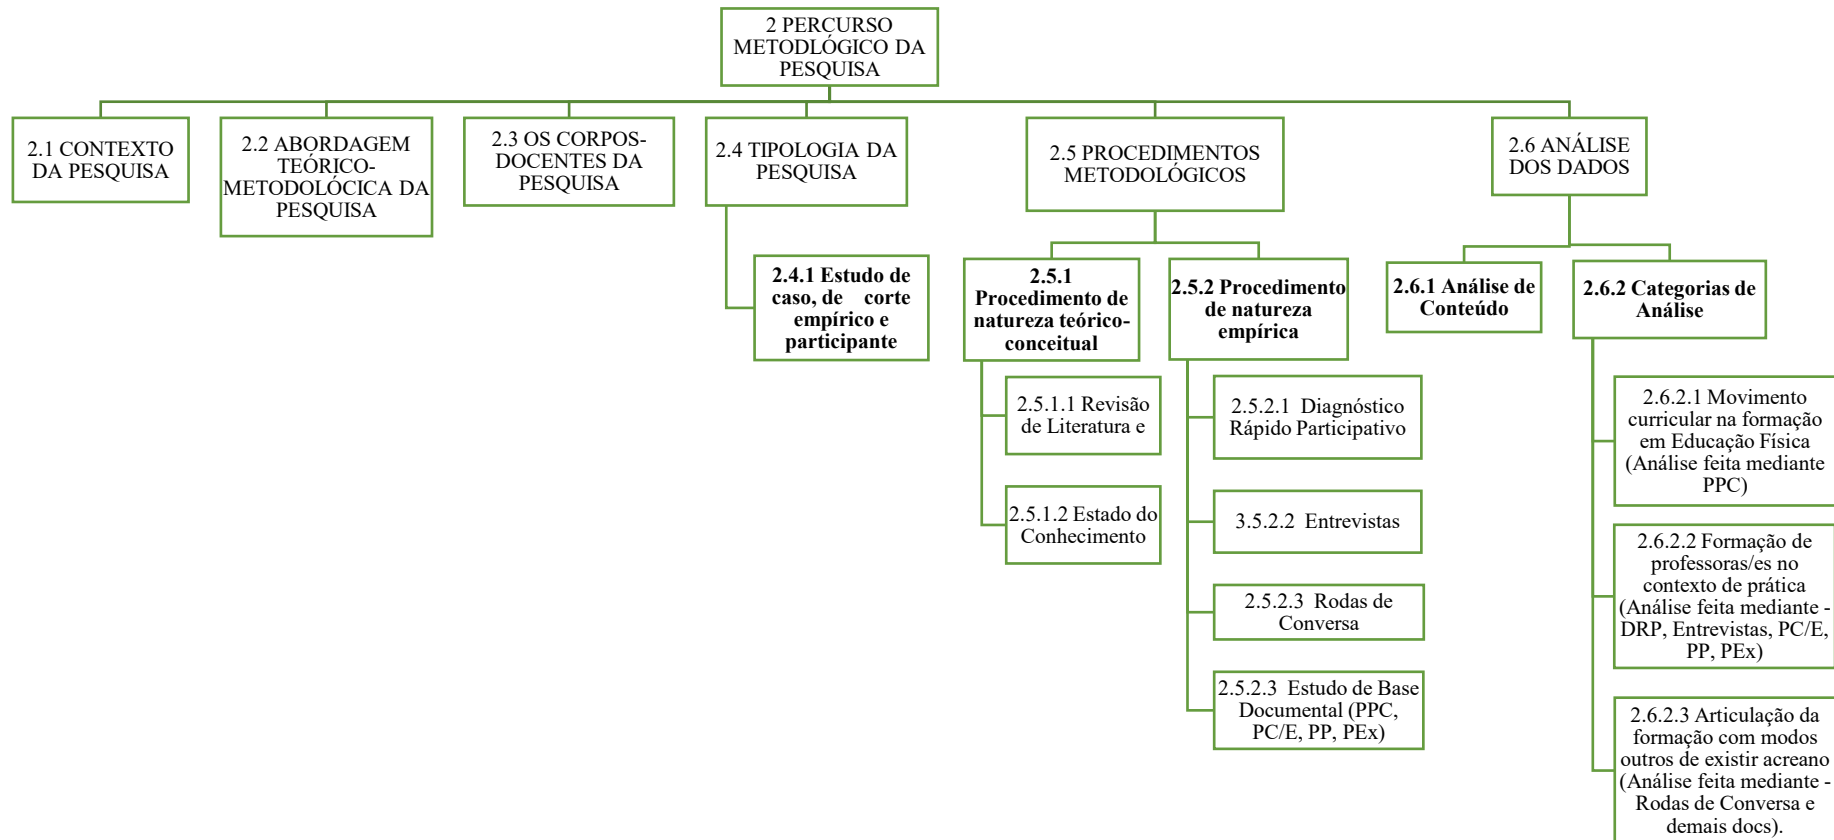 2 PERCURSO
METODLÓGICO DA
PESQUISA
2.1 CONTEXTO
DA PESQUISA
2.2 ABORDAGEM
TEÓRICO-
METODOLÓCICA DA
PESQUISA
2.3 OS CORPOS-
DOCENTES DA
PESQUISA
2.4 TIPOLOGIA DA
PESQUISA
2.4.1 Estudo de
caso, de corte
empírico e
participante
2.5 PROCEDIMENTOS
METODOLÓGICOS
2.5.1
Procedimento de
natureza teórico-
conceitual
2.5.1.1 Revisão
de Literatura e
2.5.1.2 Estado do
Conhecimento
2.5.2 Procedimento
de natureza
empírica
2.5.2.1 Diagnóstico
Rápido Participativo
3.5.2.2 Entrevistas
2.5.2.3 Rodas de
Conversa
2.5.2.3 Estudo de Base
Documental (PPC,
PC/E, PP, PEx)
2.6 ANÁLISE
DOS DADOS
2.6.1 Análise de
Conteúdo
2.6.2 Categorias de
Análise
2.6.2.1 Movimento
curricular na formação
em Educação Física
(Análise feita mediante
PPC)
2.6.2.2 Formação de
professoras/es no
contexto de prática
(Análise feita mediante -
DRP, Entrevistas, PC/E,
PP, PEx)
2.6.2.3 Articulação da
formação com modos
outros de existir acreano
(Análise feita mediante -
Rodas de Conversa e
demais docs).